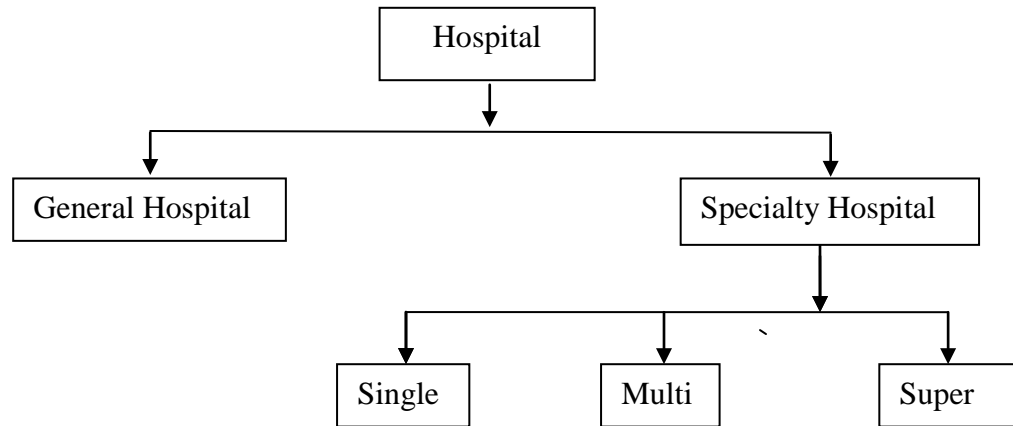 Hospital
General Hospital
Specialty Hospital
Single
Multi
Super